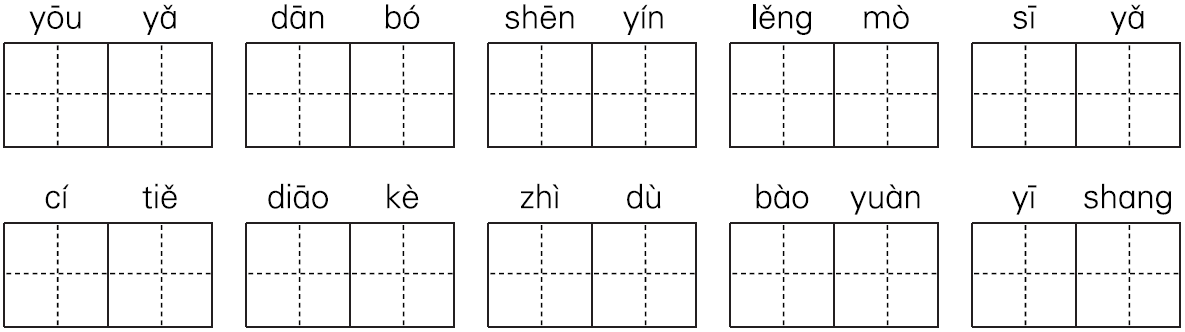 yōu yǎ dān bó shēn yín lěng mò sī yǎ
cí tiě diāo kè zhì dù bào yuàn yī shang